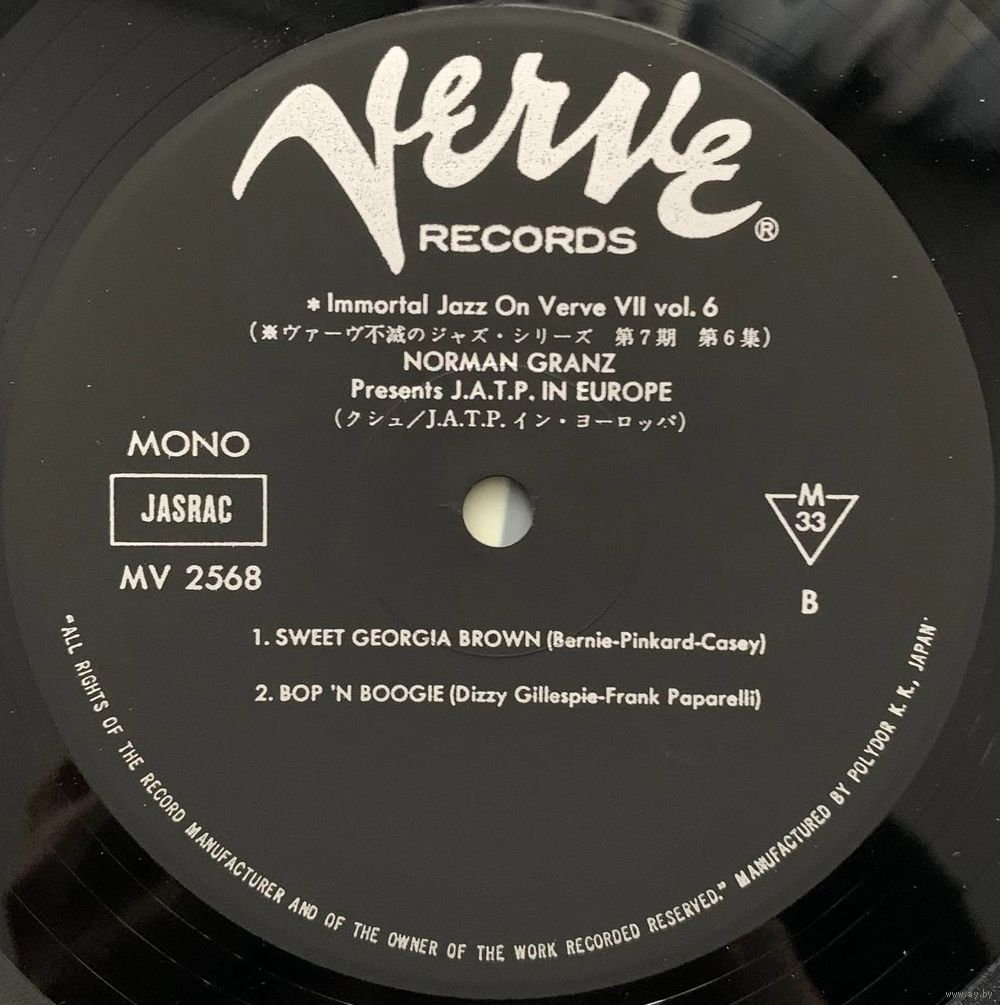 Verve
RECORDS ®
*Immortal Jazz On Verve VII vol. 6
(※ヴァーヴ不滅のジャズ・シリーズ 第7期 第6集)
NORMAN GRANZ
Presents J.A.T.P. IN EUROPE
(クシュ/J.A.T.P. イン・ヨーロッパ)
MONO
JASRAC
MV 2568
M
33
B
1. SWEET GEORGIA BROWN (Bernie-Pinkard-Casey)
2. BOP 'N BOOGIE (Dizzy Gillespie-Frank Paparelli)
"ALL RIGHTS OF THE RECORD MANUFACTURER AND OF THE OWNER OF THE WORK RECORDED RESERVED." MANUFACTURED BY POLYDOR K. K., JAPAN
www.ay.by